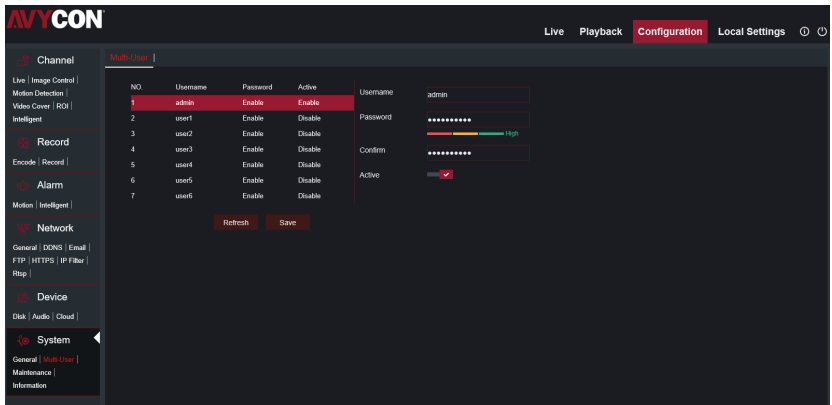 AVYCON
Live Playback Configuration Local Settings
Channel
Live | Image Control |
Motion Detection |
Video Cover | ROI |
Intelligent
Record
Encode | Record |
Alarm
Motion | Intelligent |
Network
General | DDNS | Email |
FTP | HTTPS | IP Filter |
Rtsp |
Device
Disk | Audio | Cloud |
System
General | Multi-User |
Maintenance |
Information
Multi-User |
NO. Username Password Active
1 admin Enable Enable
2 user1 Enable Disable
3 user2 Enable Disable
4 user3 Enable Disable
5 user4 Enable Disable
6 user5 Enable Disable
7 user6 Enable Disable
Refresh Save
Username admin
Password ••••••••••
High
Confirm ••••••••••
Active